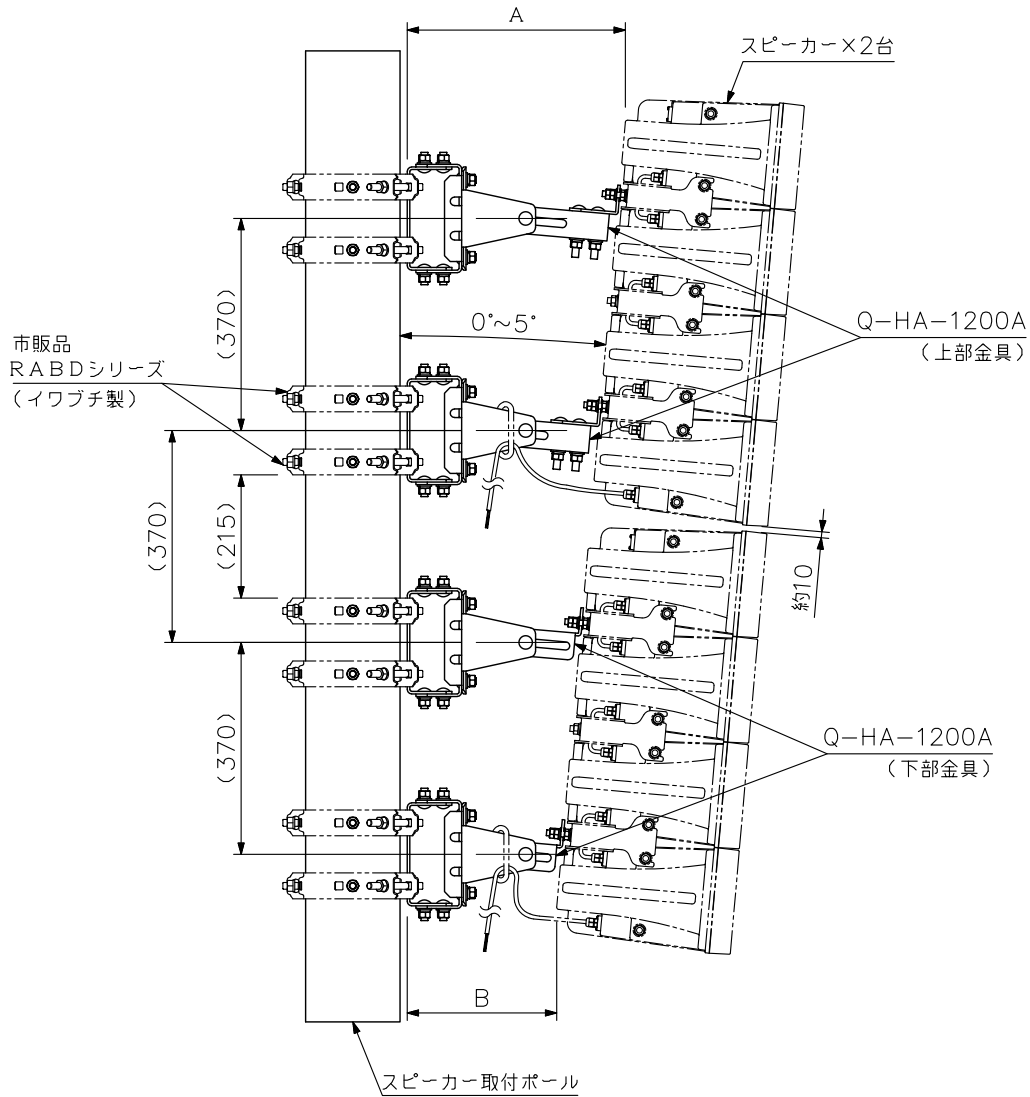 A
スピーカー×2台
(370)
0°~5°
Q-HA-1200A
(上部金具)
市販品
RABDシリーズ
(イワブチ製)
(370)
(215)
約10
(370)
Q-HA-1200A
(下部金具)
B
スピーカー取付ポール